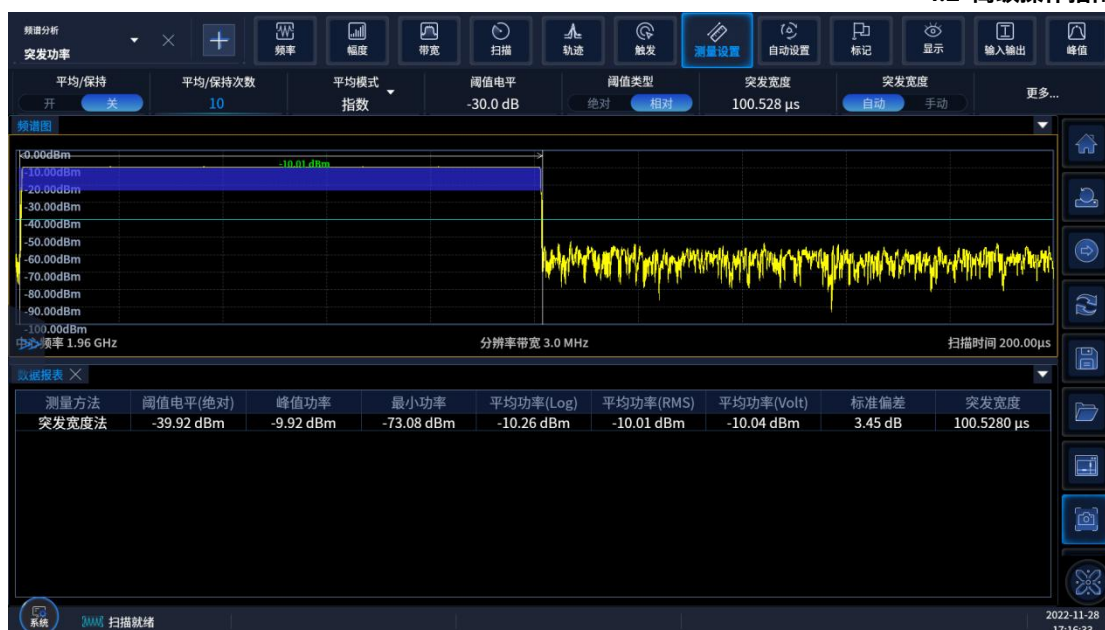 频谱分析
突发功率
频率
幅度
带宽
扫描
轨迹
触发
测量设置
自动设置
标记
显示
输入输出
峰值
平均/保持
开 关
平均/保持次数
10
平均模式
指数
阈值电平
-30.0 dB
阈值类型
绝对 相对
突发宽度
100.528 μs
突发宽度
自动 手动
更多...
频谱图
0.00dBm
-10.01 dBm
-10.00dBm
-20.00dBm
-30.00dBm
-40.00dBm
-50.00dBm
-60.00dBm
-70.00dBm
-80.00dBm
-90.00dBm
-100.00dBm
中心频率 1.96 GHz 分辨率带宽 3.0 MHz 扫描时间 200.00μs
数据报表
测量方法 阈值电平(绝对) 峰值功率 最小功率 平均功率(Log) 平均功率(RMS) 平均功率(Volt) 标准偏差 突发宽度
突发宽度法 -39.92 dBm -9.92 dBm -73.08 dBm -10.26 dBm -10.01 dBm -10.04 dBm 3.45 dB 100.5280 μs
系统
扫描就绪
2022-11-28
17:16:33